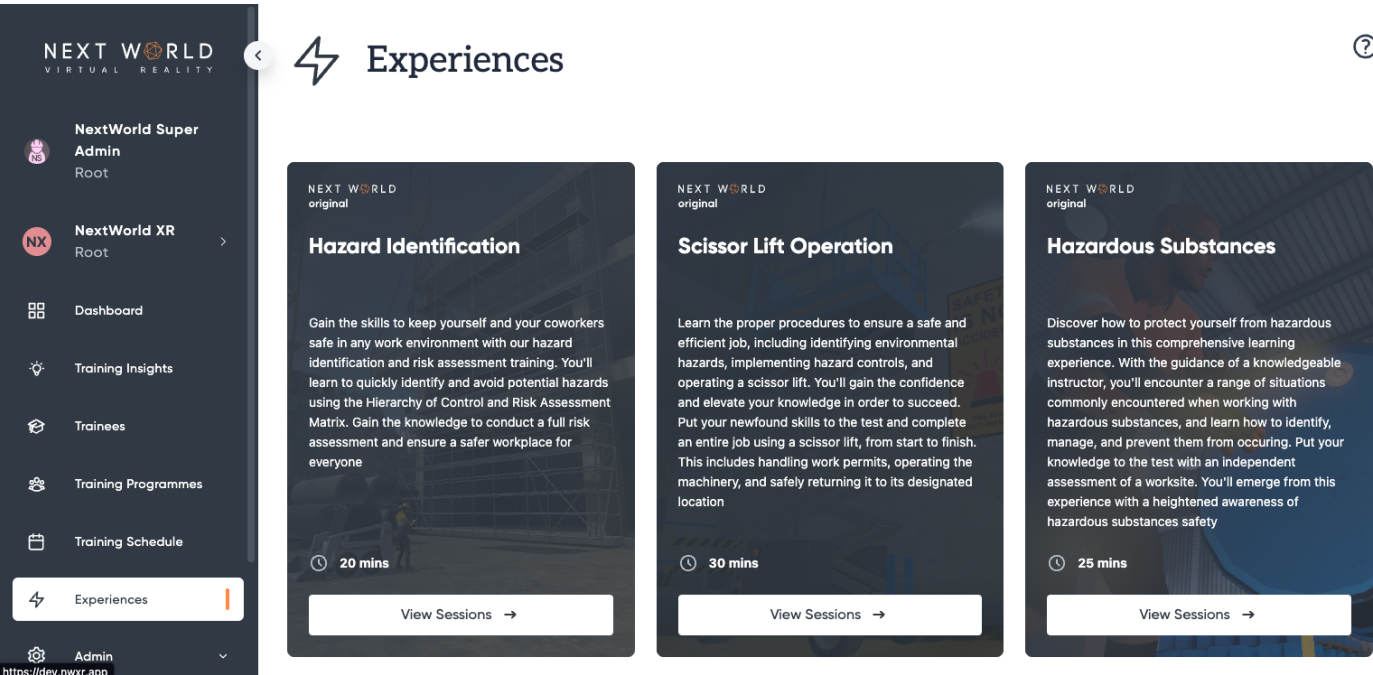 NEXT WORLD
VIRTUAL REALITY
NS
NextWorld Super
Admin
Root
NX
NextWorld XR
Root
Dashboard
Training Insights
Trainees
Training Programmes
Training Schedule
Experiences
Admin
https://dev.nwxr.app
Experiences
?
NEXT WORLD
original
Hazard Identification
Gain the skills to keep yourself and your coworkers
safe in any work environment with our hazard
identification and risk assessment training. You'll
learn to quickly identify and avoid potential hazards
using the Hierarchy of Control and Risk Assessment
Matrix. Gain the knowledge to conduct a full risk
assessment and ensure a safer workplace for
everyone
20 mins
View Sessions →
NEXT WORLD
original
Scissor Lift Operation
Learn the proper procedures to ensure a safe and
efficient job, including identifying environmental
hazards, implementing hazard controls, and
operating a scissor lift. You'll gain the confidence
and elevate your knowledge in order to succeed.
Put your newfound skills to the test and complete
an entire job using a scissor lift, from start to finish.
This includes handling work permits, operating the
machinery, and safely returning it to its designated
location
30 mins
View Sessions →
NEXT WORLD
original
Hazardous Substances
Discover how to protect yourself from hazardous
substances in this comprehensive learning
experience. With the guidance of a knowledgeable
instructor, you'll encounter a range of situations
commonly encountered when working with
hazardous substances, and learn how to identify,
manage, and prevent them from occuring. Put your
knowledge to the test with an independent
assessment of a worksite. You'll emerge from this
experience with a heightened awareness of
hazardous substances safety
25 mins
View Sessions →